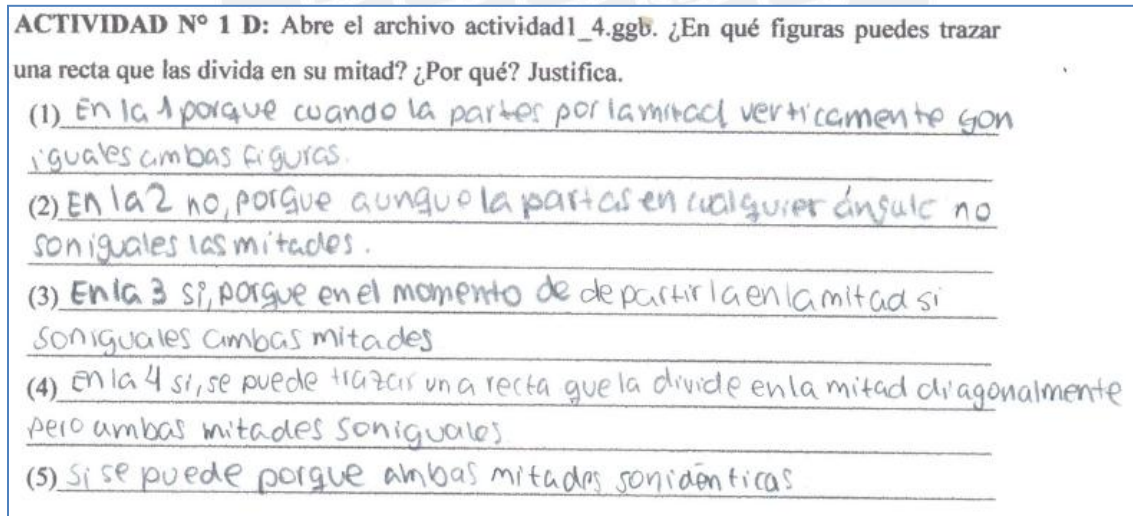 ACTIVIDAD N° 1 D: Abre el archivo actividad1_4.ggb. ¿En qué figuras puedes trazar
una recta que las divida en su mitad? ¿Por qué? Justifica.
(1) En la 1 porque cuando la partes por la mitad verticamente son
iguales ambas figuras.
(2) En la 2 no, porque aunque la partas en cualquier ángulo no
son iguales las mitades.
(3) En la 3 si, porque en el momento de departirla en la mitad si
son iguales ambas mitades
(4) En la 4 si, se puede trazar una recta que la divide en la mitad diagonalmente
pero ambas mitades son iguales
(5) Si se puede porque ambas mitades son idénticas